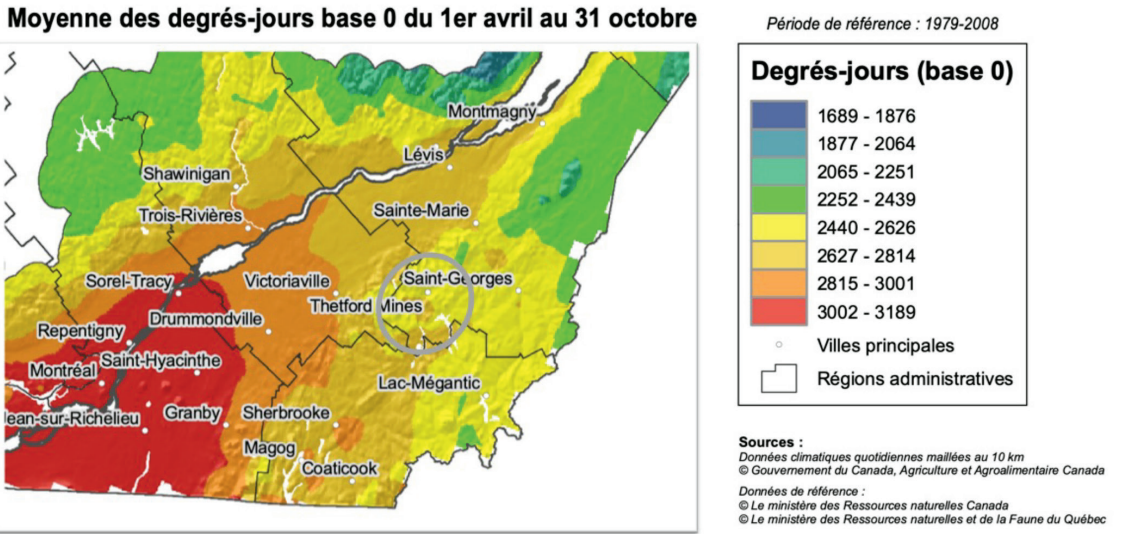 Moyenne des degrés-jours base 0 du 1er avril au 31 octobre
Période de référence : 1979-2008
Degrés-jours (base 0)
1689 - 1876
1877 - 2064
2065 - 2251
2252 - 2439
2440 - 2626
2627 - 2814
2815 - 3001
3002 - 3189
Villes principales
Régions administratives
Montmagny
Lévis
Shawinigan
Trois-Rivières
Sainte-Marie
Sorel-Tracy
Victoriaville
Saint-Georges
Thetford Mines
Drummondville
Repentigny
Saint-Hyacinthe
Montréal
Lac-Mégantic
Jean-sur-Richelieu
Granby
Sherbrooke
Magog
Coaticook
Sources :
Données climatiques quotidiennes maillées au 10 km
© Gouvernement du Canada, Agriculture et Agroalimentaire Canada
Données de référence :
© Le ministère des Ressources naturelles Canada
© Le ministère des Ressources naturelles et de la Faune du Québec